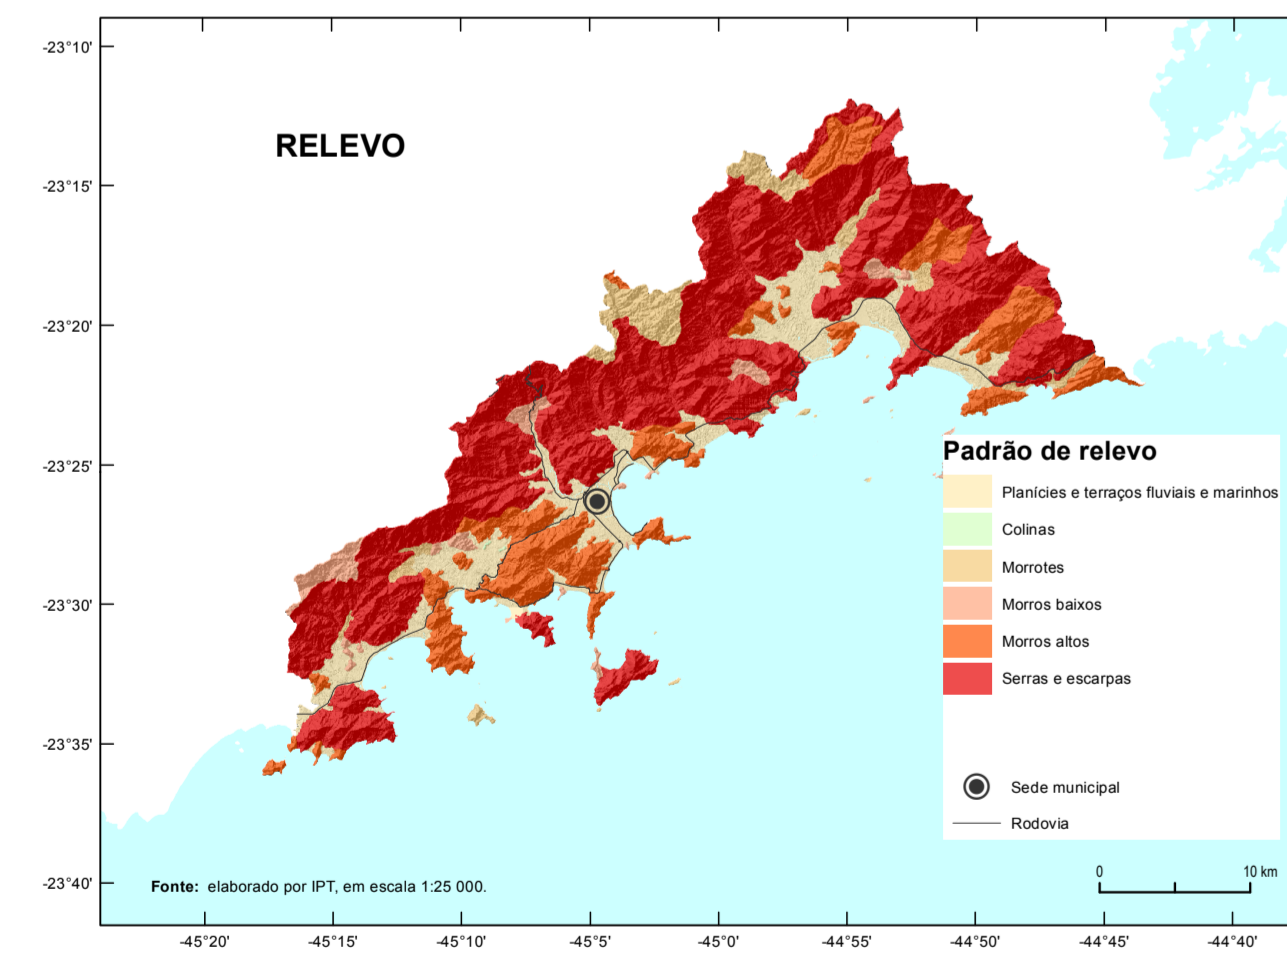 RELEVO
-23°10'
-23°15'
-23°20'
-23°25'
-23°30'
-23°35'
-23°40'
Padrão de relevo
Planícies e terraços fluviais e marinhos
Colinas
Morrotes
Morros baixos
Morros altos
Serras e escarpas
Sede municipal
Rodovia
0 10 km
Fonte: elaborado por IPT, em escala 1:25 000.
-45°20' -45°15' -45°10' -45°5' -45°0' -44°55' -44°50' -44°45' -44°40'